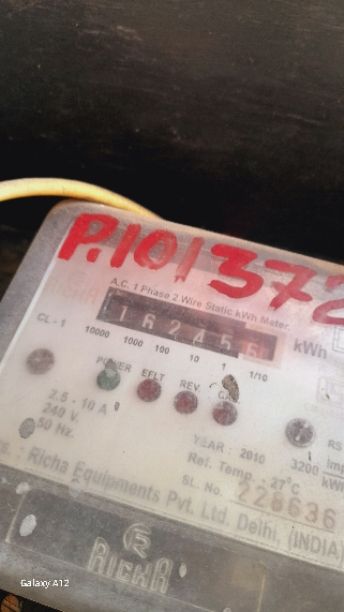 P.101372
A.C. 1 Phase 2 Wire Static kWh Meter.
162456 kWh
CL-1
10000 1000 100 10 1 1/10
POWER EFLT REV. CAL
2.5 - 10 A
240 V.
50 Hz.
YEAR : 2010
Ref. Temp. : 27°C
3200
SL. No. 228636
Richa Equipments Pvt. Ltd. Delhi, (INDIA)
RICHA
Galaxy A12